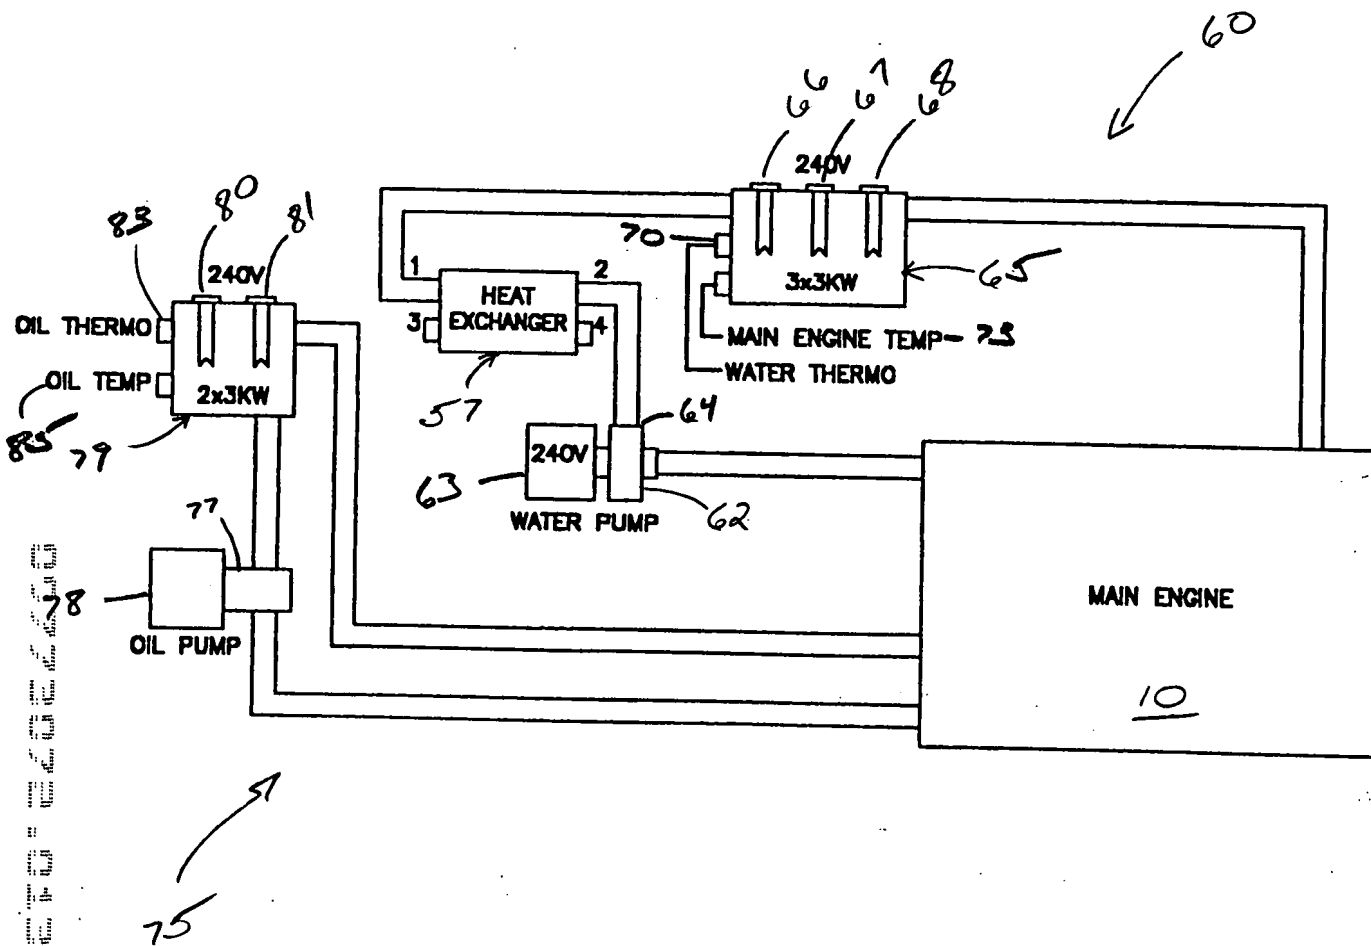 60
66 67 68
240V
80 81
83
70
240V
1 2
65
3x3KW
HEAT
EXCHANGER
OIL THERMO
3 4
MAIN ENGINE TEMP
WATER THERMO
OIL TEMP
2x3KW
57
64
85 79
240V
63
WATER PUMP
62
77
78
OIL PUMP
MAIN ENGINE
10
75